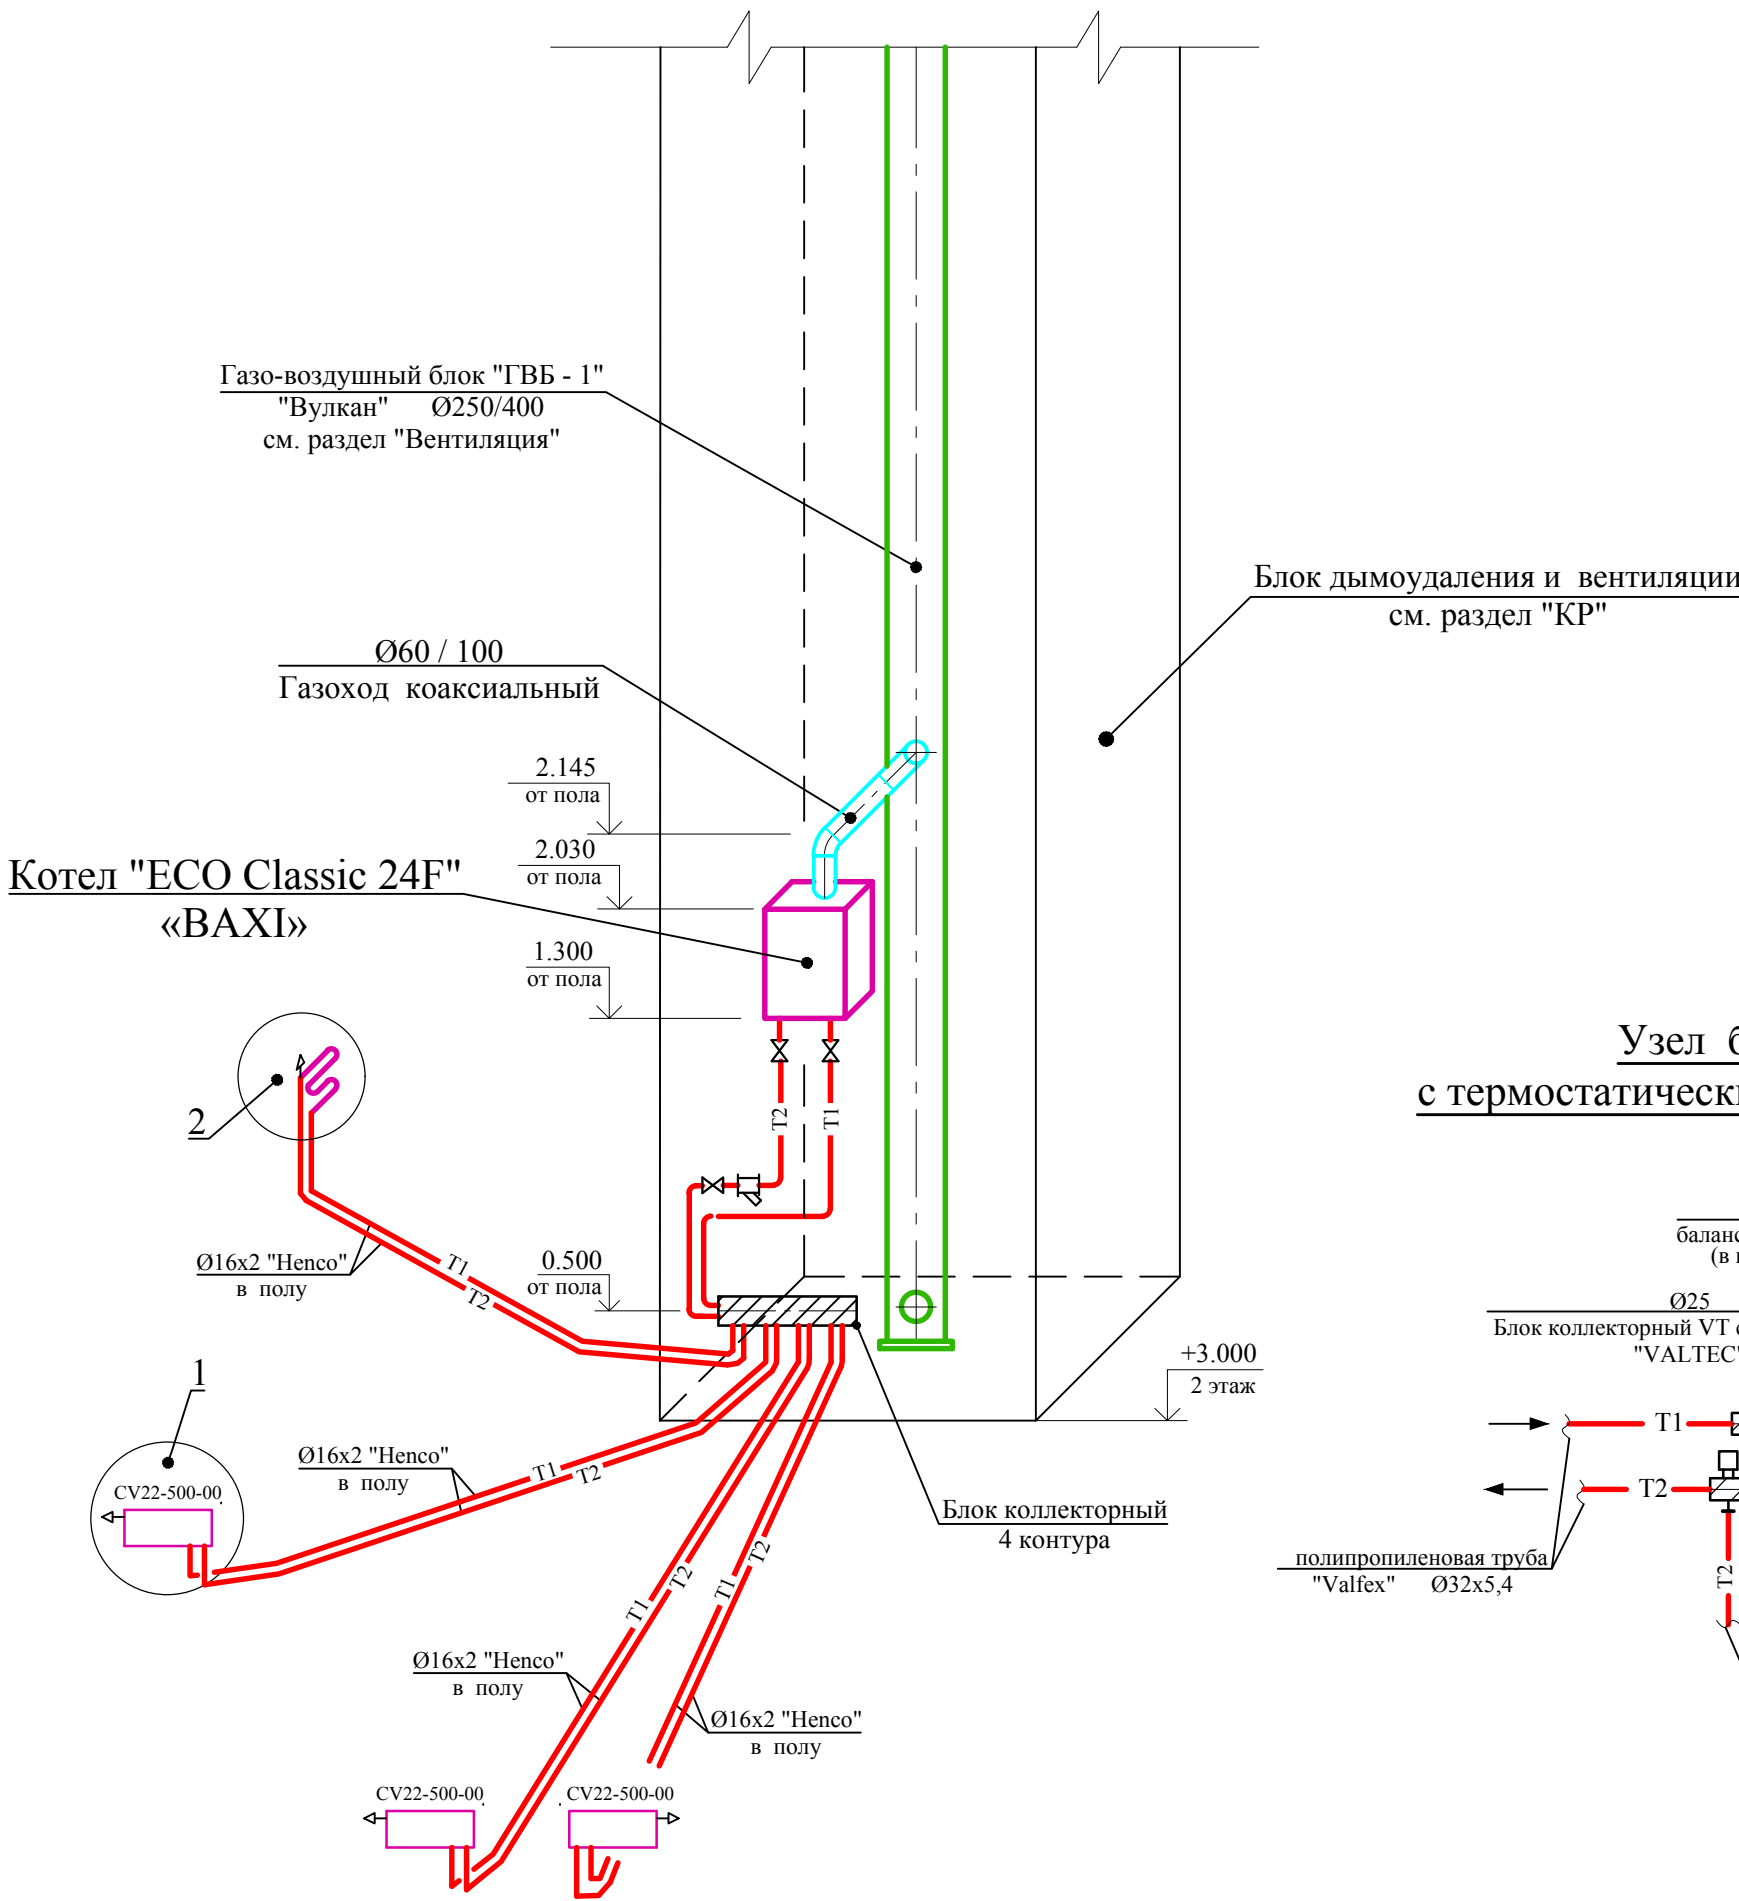 Газо-воздушный блок "ГВБ - 1"
"Вулкан" Ø250/400
см. раздел "Вентиляция"
Блок дымоудаления и вентиляции
см. раздел "КР"
Ø60 / 100
Газоход коаксиальный
2.145
от пола
2.030
от пола
Котел "ECO Classic 24F"
«BAXI»
1.300
от пола
Узел б
с термостатическ
2
T2
T1
Ø16x2 "Henco"
в полу
T1
T2
0.500
от пола
баланс
(в
Ø25
Блок коллекторный VT с
"VALTEC"
+3.000
2 этаж
1
CV22-500-00
Ø16x2 "Henco"
в полу
T1
T2
T1
T2
Блок коллекторный
4 контура
полипропиленовая труба
"Valfex" Ø32x5,4
T2
T1
T2
T1
T2
Ø16x2 "Henco"
в полу
Ø16x2 "Henco"
в полу
CV22-500-00
CV22-500-00